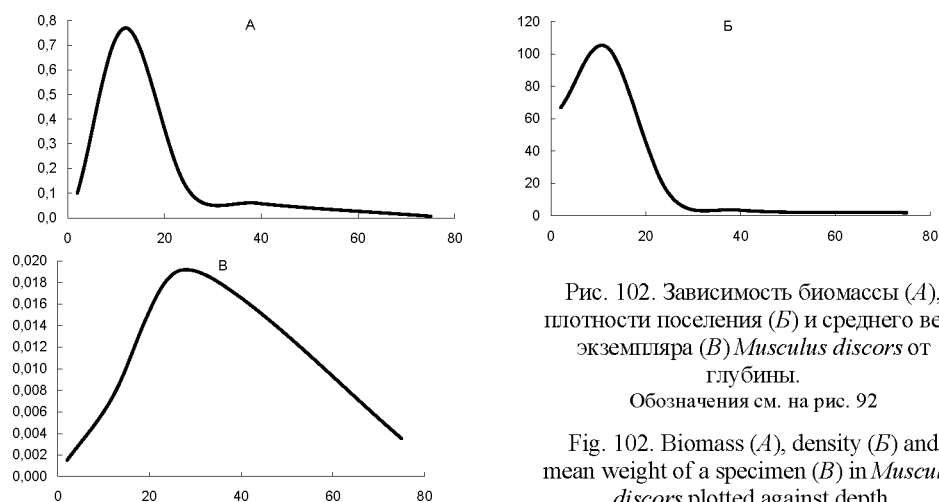 А
0,8
0,7
0,6
0,5
0,4
0,3
0,2
0,1
0,0
0 20 40 60 80
Б
120
100
80
60
40
20
0
0 20 40 60 80
В
0,020
0,018
0,016
0,014
0,012
0,010
0,008
0,006
0,004
0,002
0,000
0 20 40 60 80
Рис. 102. Зависимость биомассы (А),
плотности поселения (Б) и среднего ве
экземпляра (В) Musculus discors от
глубины.
Обозначения см. на рис. 92
Fig. 102. Biomass (A), density (Б) and
mean weight of a specimen (B) in Muscul
discors plotted against depth